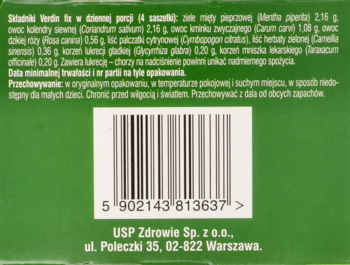 Składniki Verdin fix w dziennej porcji (4 saszetki): ziele mięty pieprzowej (Mentha piperita) 2,16 g,
owoc kolendry siewnej (Coriandrum sativum) 2,16 g, owoc kminku zwyczajnego (Carum carvi) 1,08 g, owoc
dzikiej róży (Rosa canina) 0,56 g, liść palczatki cytrynowej (Cymbopogon citratus), liść herbaty zielonej (Camellia
sinensis) 0,36 g, korzeń lukrecji gładkiej (Glycyrrhiza glabra) 0,20 g, korzeń mniszka lekarskiego (Taraxacum
officinale) 0,20 g. Zawiera lukrecję – chorzy na nadciśnienie powinni unikać nadmiernego spożycia.
Data minimalnej trwałości i nr partii na tyle opakowania.
Przechowywanie: w oryginalnym opakowaniu, w temperaturze pokojowej i suchym miejscu, w sposób niedo-
stępny dla małych dzieci. Chronić przed wilgocią i światłem. Przechowywać z dala od obcych zapachów.
5 902143 813637 >
USP Zdrowie Sp. z o.o.,
ul. Poleczki 35, 02-822 Warszawa.